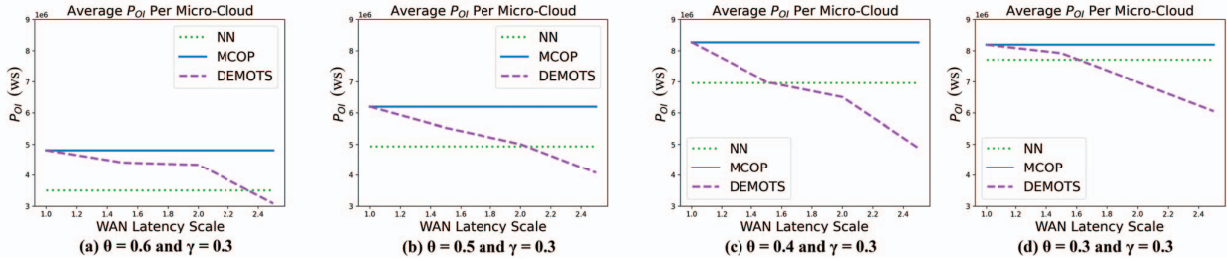 Average P_OI Per Micro-Cloud
1e6
9
8
7
6
5
4
3
P_OI (ws)
NN
MCOP
DEMOTS
1.0 1.2 1.4 1.6 1.8 2.0 2.2 2.4
WAN Latency Scale
(a) θ = 0.6 and γ = 0.3
Average P_OI Per Micro-Cloud
1e6
9
8
7
6
5
4
3
P_OI (ws)
NN
MCOP
DEMOTS
1.0 1.2 1.4 1.6 1.8 2.0 2.2 2.4
WAN Latency Scale
(b) θ = 0.5 and γ = 0.3
Average P_OI Per Micro-Cloud
1e6
9
8
7
6
5
4
3
P_OI (ws)
NN
MCOP
DEMOTS
1.0 1.2 1.4 1.6 1.8 2.0 2.2 2.4
WAN Latency Scale
(c) θ = 0.4 and γ = 0.3
Average P_OI Per Micro-Cloud
1e6
9
8
7
6
5
4
3
P_OI (ws)
NN
MCOP
DEMOTS
1.0 1.2 1.4 1.6 1.8 2.0 2.2 2.4
WAN Latency Scale
(d) θ = 0.3 and γ = 0.3